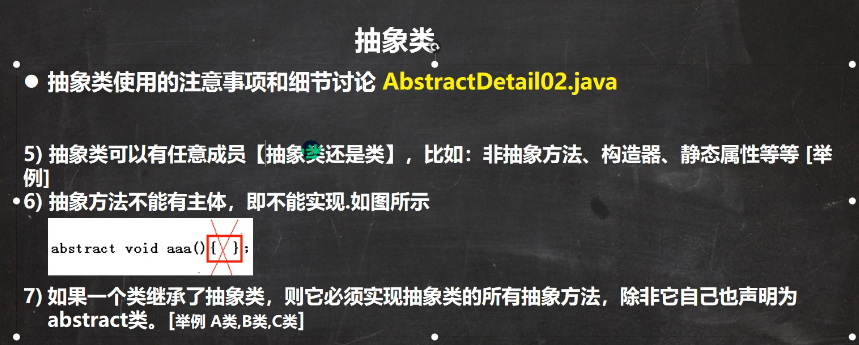 抽象类
● 抽象类使用的注意事项和细节讨论 AbstractDetail02.java
5) 抽象类可以有任意成员【抽象类还是类】，比如：非抽象方法、构造器、静态属性等等 [举
例]
6) 抽象方法不能有主体，即不能实现.如图所示
abstract void aaa(){ };
7) 如果一个类继承了抽象类，则它必须实现抽象类的所有抽象方法，除非它自己也声明为
abstract类。[举例 A类,B类,C类]